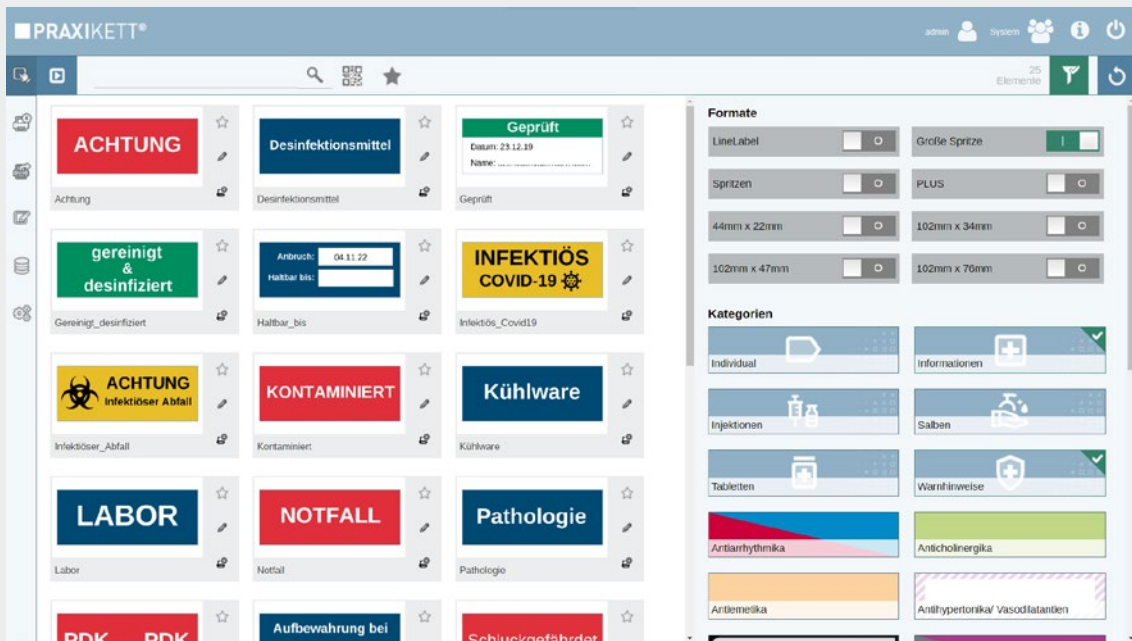 PRAXIKETT®
admin
System
25
Elemente
ACHTUNG
Achtung
Desinfektionsmittel
Desinfektionsmittel
Geprüft
Datum: 23.12.19
Name:
Geprüft
gereinigt
&
desinfiziert
Gereinigt_desinfiziert
Anbruch: 04.11.22
Haltbar bis:
Haltbar_bis
INFEKTIÖS
COVID-19
Infektiös_Covid19
ACHTUNG
Infektiöser Abfall
Infektiöser_Abfall
KONTAMINIERT
Kontaminiert
Kühlware
Kühlware
LABOR
Labor
NOTFALL
Notfall
Pathologie
Pathologie
PDK PDK
Aufbewahrung bei
Schluckgefährdet
Formate
LineLabel
Große Spritze
Spritzen
PLUS
44mm x 22mm
102mm x 34mm
102mm x 47mm
102mm x 76mm
Kategorien
Individual
Informationen
Injektionen
Salben
Tabletten
Warnhinweise
Antiarrhythmika
Anticholinergika
Antiemetika
Antihypertonika/ Vasodilatantien